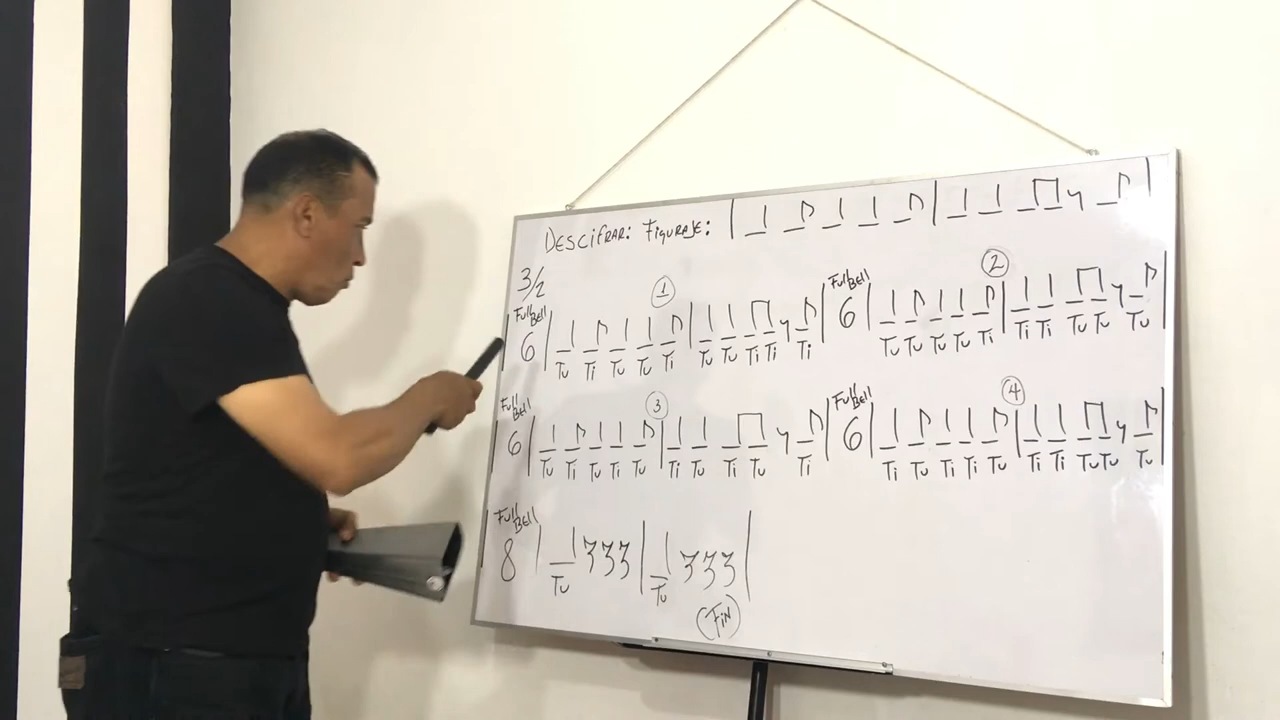 DESCIFRAR: FIGURAJE:
3/2
① ②
Full Bell 6 Tu Ti Tu Tu Ti Tu Tu Ti Ti Ti Full Bell 6 Tu Tu Tu Tu Ti Ti Ti Tu Tu Tu
③ ④
Full Bell 6 Tu Ti Ti Ti Tu Ti Tu Ti Tu Ti Full Bell 6 Ti Tu Ti Ti Tu Ti Ti Tu Tu Tu
Full Bell 8 Tu Tu
(FIN)